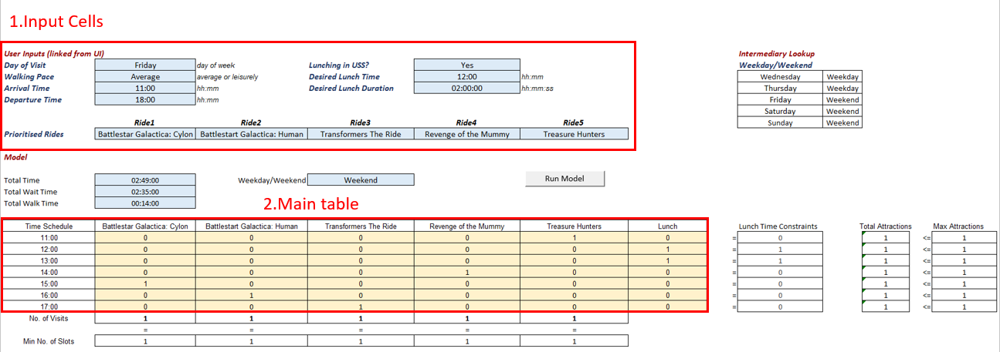 1.Input Cells
User Inputs (linked from UI) Intermediary Lookup
Day of Visit Friday day of week Lunching in USS? Yes Weekday/Weekend
Walking Pace Average average or leisurely Desired Lunch Time 12:00 hh:mm Wednesday Weekday
Arrival Time 11:00 hh:mm Desired Lunch Duration 02:00:00 hh:mm:ss Thursday Weekday
Departure Time 18:00 hh:mm Friday Weekend
Saturday Weekend
Ride1 Ride2 Ride3 Ride4 Ride5 Sunday Weekend
Prioritised Rides Battlestar Galactica: Cylon Battlestart Galactica: Human Transformers The Ride Revenge of the Mummy Treasure Hunters
Model
Total Time 02:49:00 Weekday/Weekend Weekend Run Model
Total Wait Time 02:35:00
Total Walk Time 00:14:00
2.Main table
Time Schedule Battlestar Galactica: Cylon Battlestart Galactica: Human Transformers The Ride Revenge of the Mummy Treasure Hunters Lunch Lunch Time Constraints Total Attractions Max Attractions
11:00 0 0 0 0 1 0 = 0 1 <= 1
12:00 0 0 0 0 0 1 = 1 1 <= 1
13:00 0 0 0 0 0 1 = 1 1 <= 1
14:00 0 0 0 1 0 0 = 0 1 <= 1
15:00 1 0 0 0 0 0 = 0 1 <= 1
16:00 0 1 0 0 0 0 = 0 1 <= 1
17:00 0 0 1 0 0 0 = 0 1 <= 1
No. of Visits 1 1 1 1 1
= = = = =
Min No. of Slots 1 1 1 1 1